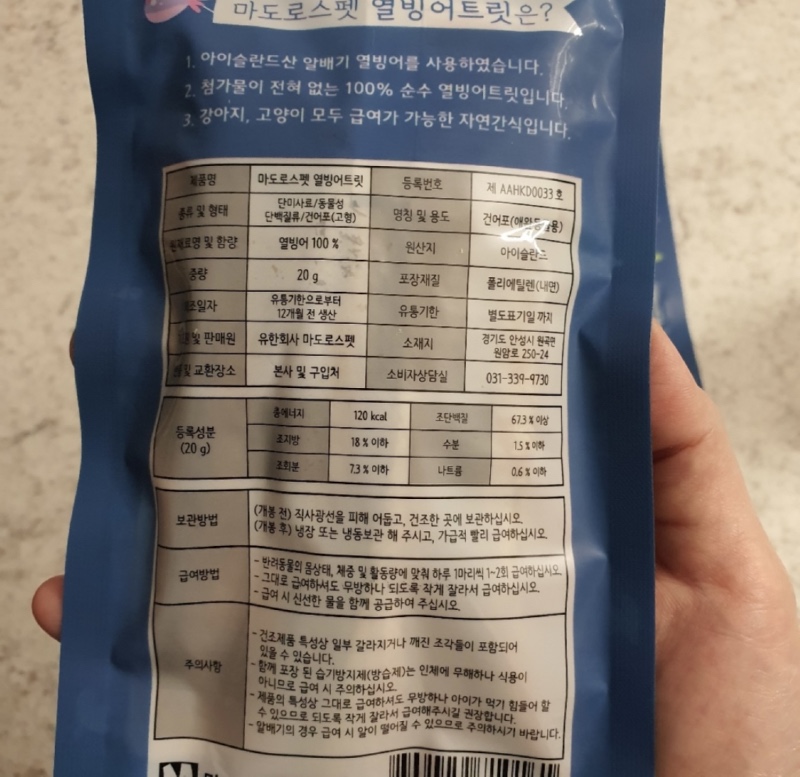 마도로스펫 열빙어트릿은?
1. 아이슬란드산 알배기 열빙어를 사용하였습니다.
2. 첨가물이 전혀 없는 100% 순수 열빙어트릿입니다.
3. 강아지, 고양이 모두 급여가 가능한 자연간식입니다.
제품명 마도로스펫 열빙어트릿 등록번호 제 AAHKD0033 호
종류 및 형태 단미사료/동물성 단백질류/건어포(고형) 명칭 및 용도 건어포(애완동물용)
원재료명 및 함량 열빙어 100 % 원산지 아이슬란드
중량 20 g 포장재질 폴리에틸렌(내면)
제조일자 유통기한으로부터 12개월 전 생산 유통기한 별도표기일 까지
및 판매원 유한회사 마도로스펫 소재지 경기도 안성시 원곡면 원암로 250-24
및 교환장소 본사 및 구입처 소비자상담실 031-339-9730
등록성분 (20 g)
총에너지 120 kcal 조단백질 67.3 % 이상
조지방 18 % 이하 수분 1.5 % 이하
조회분 7.3 % 이하 나트륨 0.6 % 이하
보관방법
(개봉 전) 직사광선을 피해 어둡고, 건조한 곳에 보관하십시오.
(개봉 후) 냉장 또는 냉동보관 해 주시고, 가급적 빨리 급여하십시오.
급여방법
- 반려동물의 몸상태, 체중 및 활동량에 맞춰 하루 1마리씩 1~2회 급여하십시오.
- 그대로 급여하셔도 무방하나 되도록 작게 잘라서 급여하십시오.
- 급여 시 신선한 물을 함께 공급하여 주십시오.
주의사항
- 건조제품 특성상 일부 갈라지거나 깨진 조각들이 포함되어
있을 수 있습니다.
- 함께 포장 된 습기방지제(방습제)는 인체에 무해하나 식용이
아니므로 급여 시 주의하십시오.
- 제품의 특성상 그대로 급여하셔도 무방하나 아이가 먹기 힘들어 할
수 있으므로 되도록 작게 잘라서 급여해주시길 권장합니다.
- 알배기의 경우 급여 시 알이 떨어질 수 있으므로 주의하시기 바랍니다.